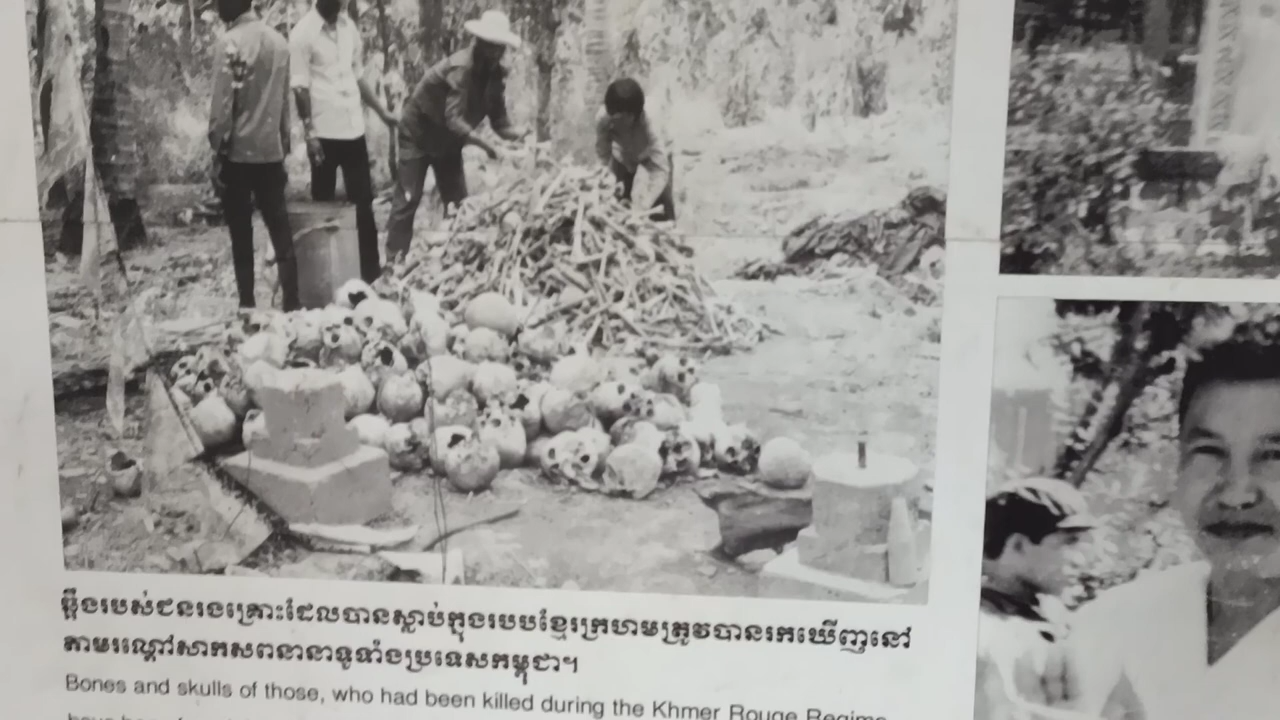 ឆ្អឹងរបស់ជនរងគ្រោះដែលបានស្លាប់ក្នុងរបបខ្មែរក្រហមត្រូវបានរកឃើញនៅ
តាមរណ្តៅសាកសពនានាទូទាំងប្រទេសកម្ពុជា។
Bones and skulls of those, who had been killed during the Khmer Rouge Regime
have been